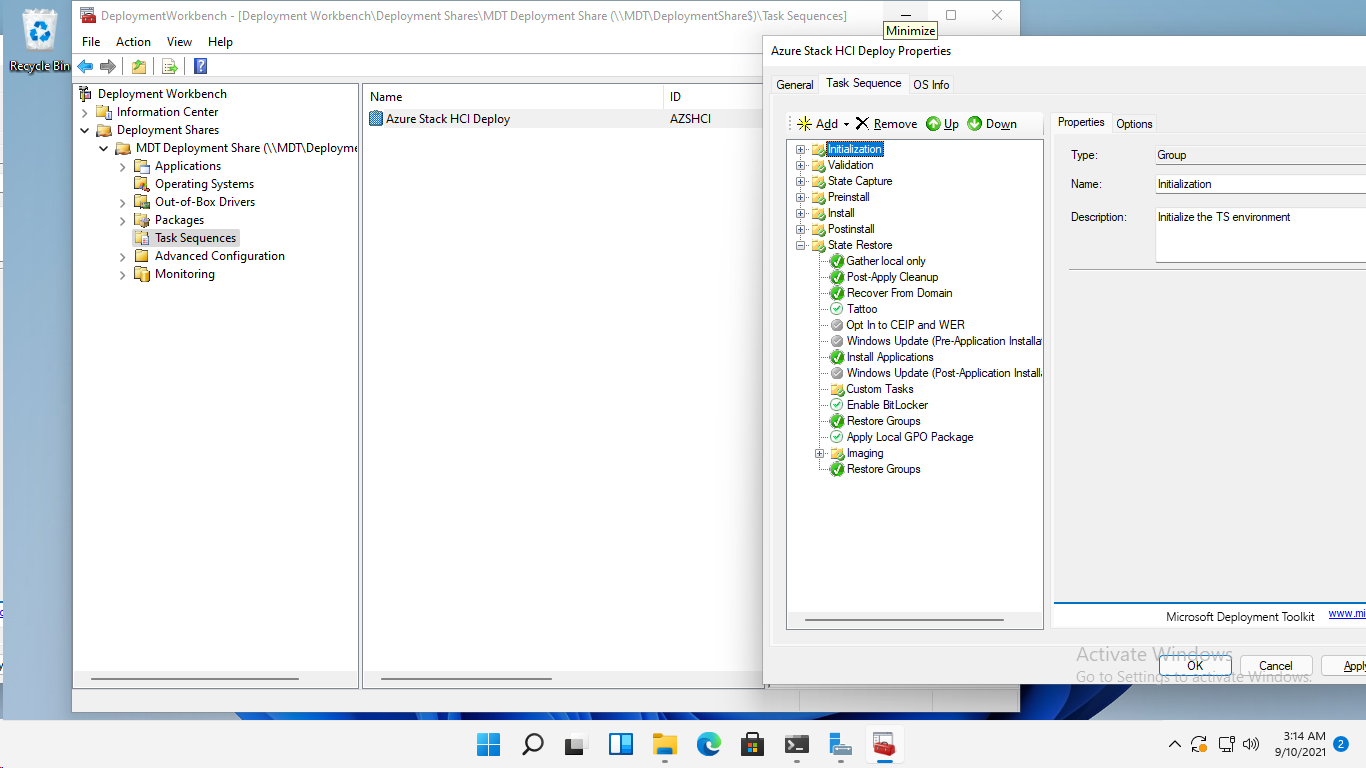 Recycle Bin
DeploymentWorkbench - [Deployment Workbench\Deployment Shares\MDT Deployment Share (\\MDT\DeploymentShare$)\Task Sequences]
Minimize
File Action View Help
Deployment Workbench
Information Center
Deployment Shares
MDT Deployment Share (\\MDT\Deployme
Applications
Operating Systems
Out-of-Box Drivers
Packages
Task Sequences
Advanced Configuration
Monitoring
Name ID
Azure Stack HCI Deploy AZSHCI
Azure Stack HCI Deploy Properties
General Task Sequence OS Info
Add Remove Up Down
Initialization
Validation
State Capture
Preinstall
Install
Postinstall
State Restore
Gather local only
Post-Apply Cleanup
Recover From Domain
Tattoo
Opt In to CEIP and WER
Windows Update (Pre-Application Installa
Install Applications
Windows Update (Post-Application Install
Custom Tasks
Enable BitLocker
Restore Groups
Apply Local GPO Package
Imaging
Restore Groups
Properties Options
Type: Group
Name: Initialization
Description: Initialize the TS environment
Microsoft Deployment Toolkit www.mi
Activate Windows
Go to Settings to activate Windows.
OK Cancel Apply
3:14 AM
9/10/2021
2